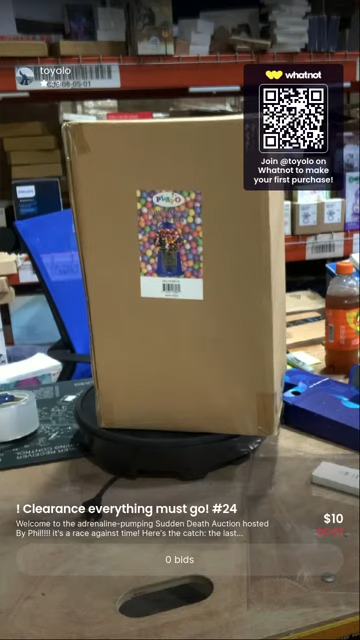 toyolo
whatnot
Join @toyolo on
Whatnot to make
your first purchase!
! Clearance everything must go! #24
Welcome to the adrenaline-pumping Sudden Death Auction hosted
By Phil!!!! it's a race against time! Here's the catch: the last...
$10
0 bids